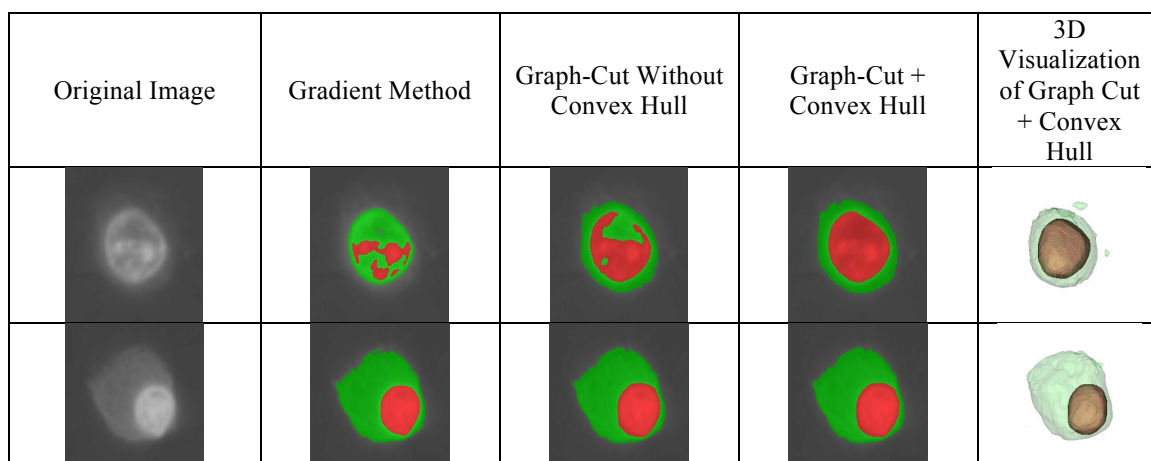 Original Image
Gradient Method
Graph-Cut Without
Convex Hull
Graph-Cut +
Convex Hull
3D
Visualization
of Graph Cut
+ Convex
Hull